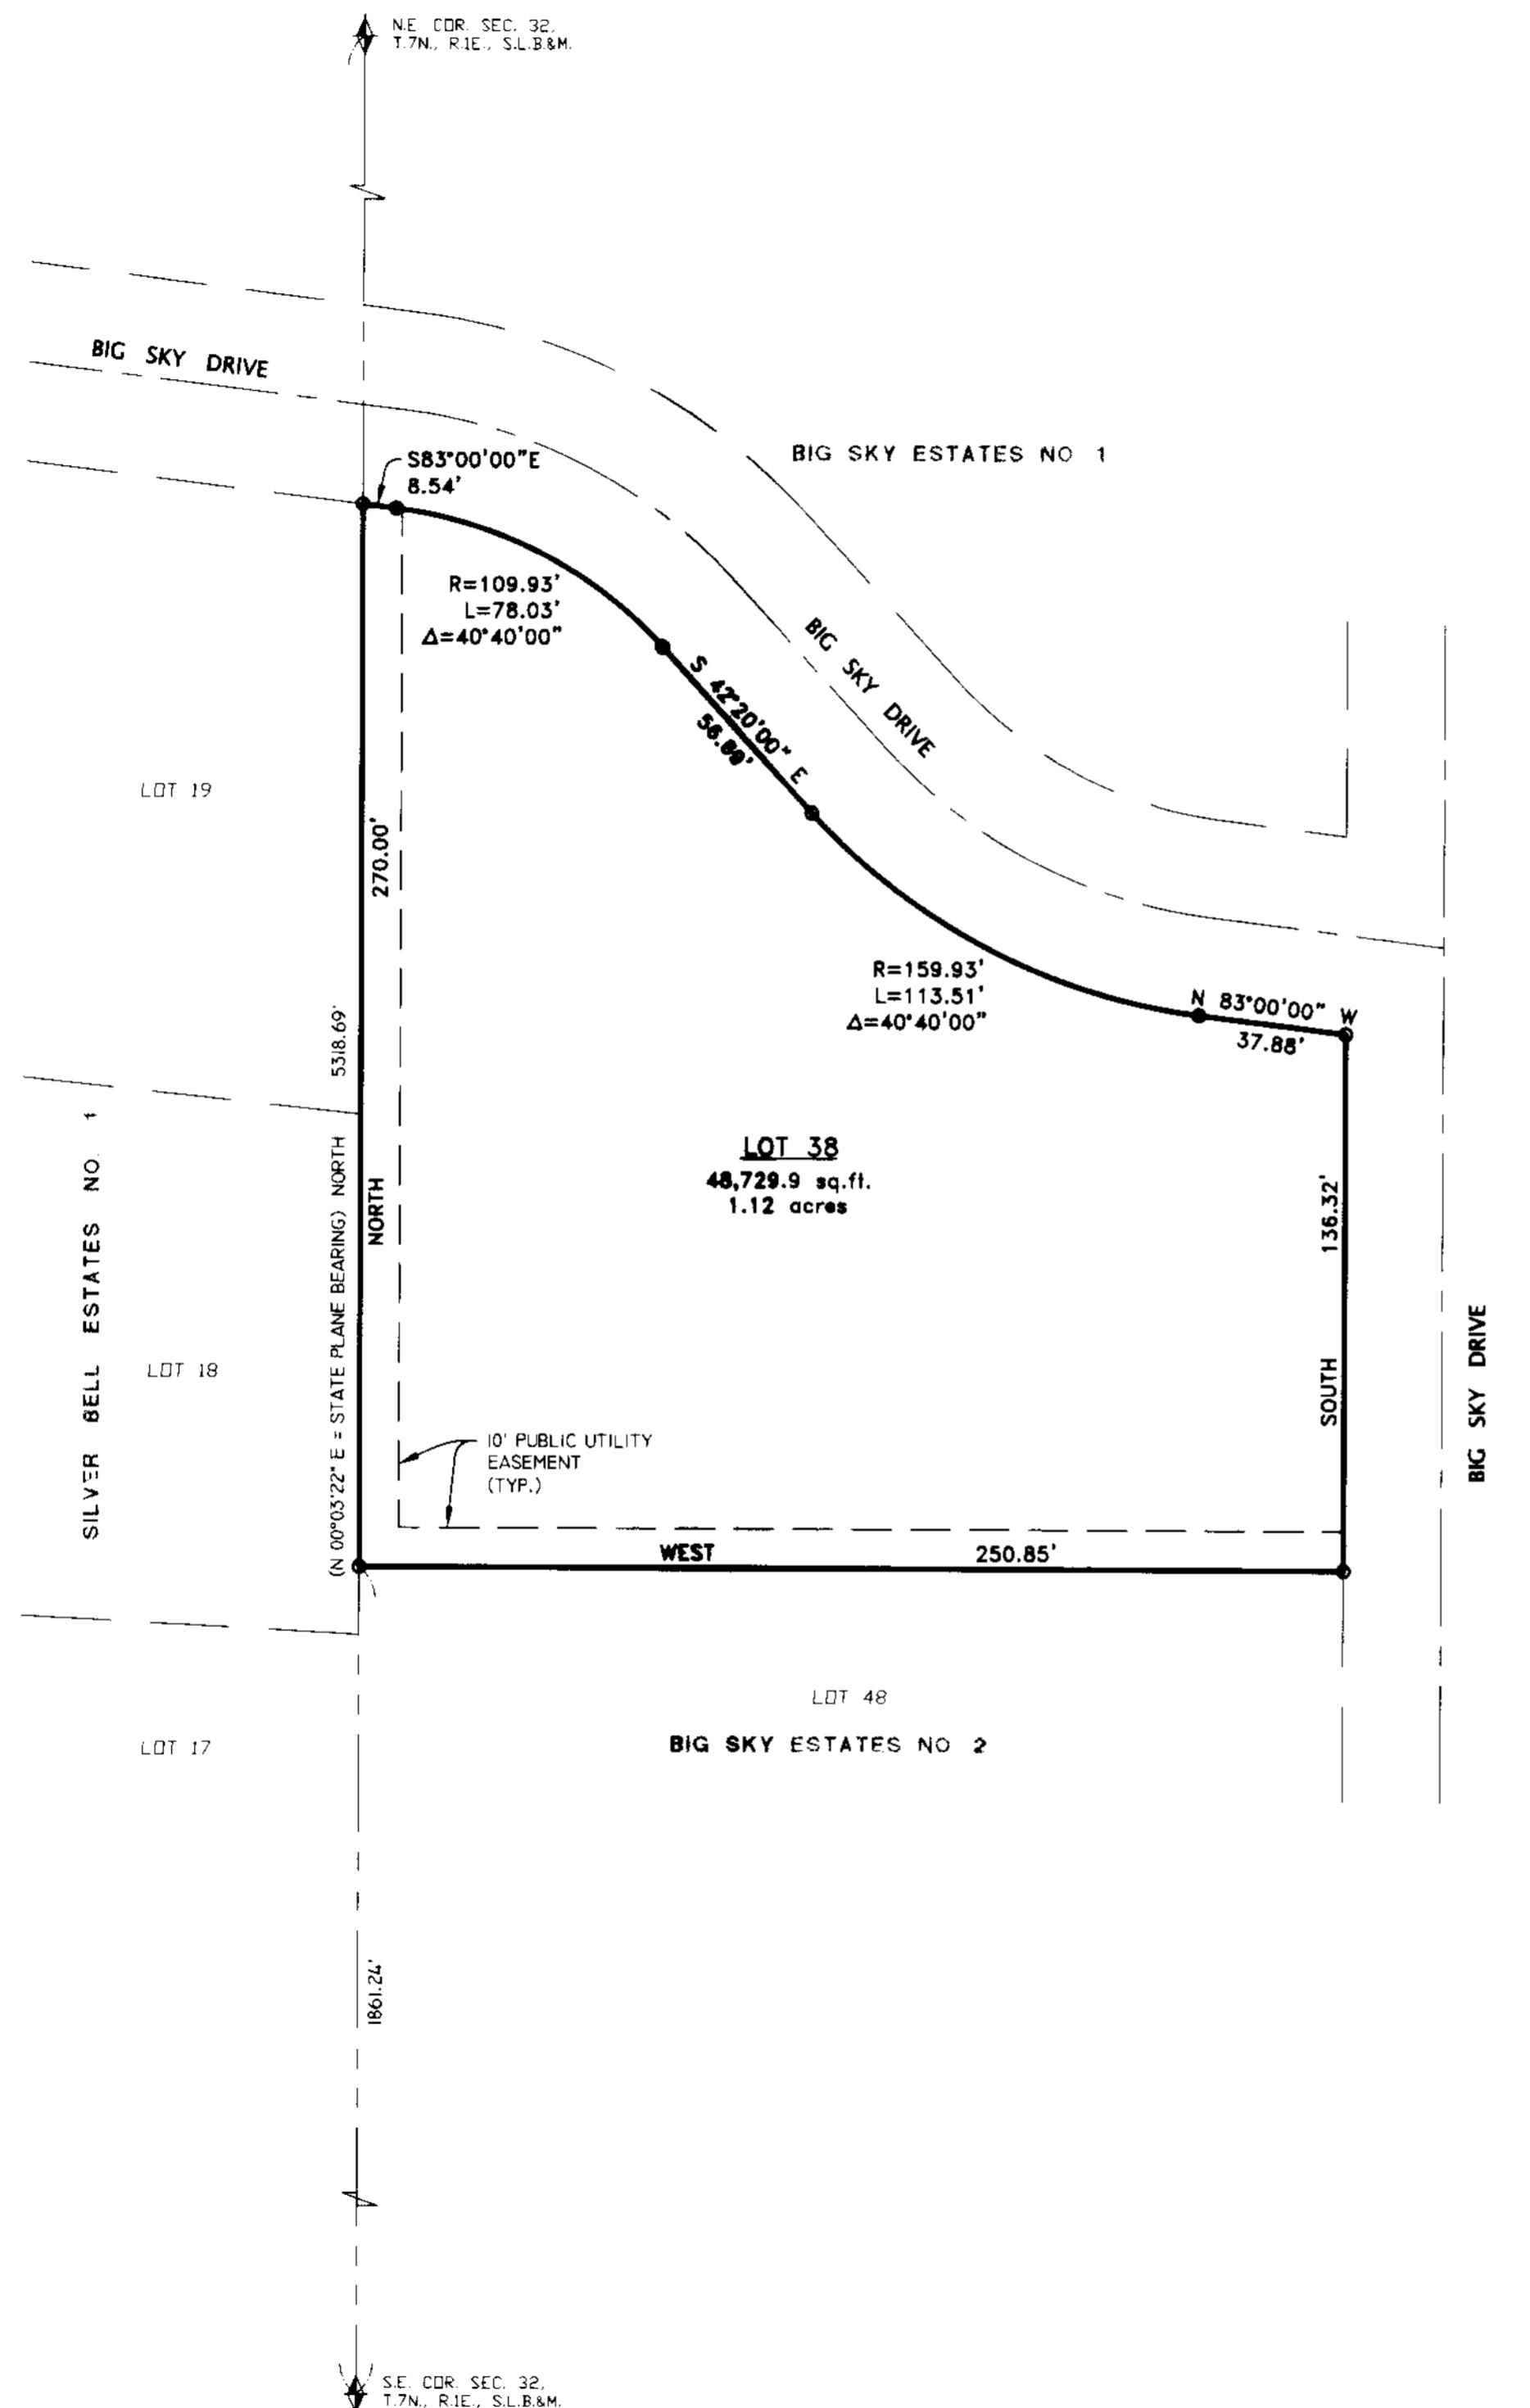 N.E. COR. SEC. 32,
T.7N., R.1E., S.L.B.&M.
BIG SKY DRIVE
S83°00'00"E
8.54'
BIG SKY ESTATES NO 1
R=109.93'
L=78.03'
Δ=40°40'00"
S 42°20'00" E
56.69'
BIG SKY DRIVE
LOT 19
270.00'
R=159.93'
L=113.51'
Δ=40°40'00"
N 83°00'00" W
37.88'
(N 00°03'22" E = STATE PLANE BEARING) NORTH 5318.69'
NORTH
LOT 38
48,729.9 sq.ft.
1.12 acres
136.32'
SOUTH
SILVER BELL ESTATES NO. 1
LOT 18
BIG SKY DRIVE
10' PUBLIC UTILITY
EASEMENT
(TYP.)
WEST 250.85'
LOT 48
BIG SKY ESTATES NO 2
LOT 17
1861.24'
S.E. COR. SEC. 32,
T.7N., R.1E., S.L.B.&M.